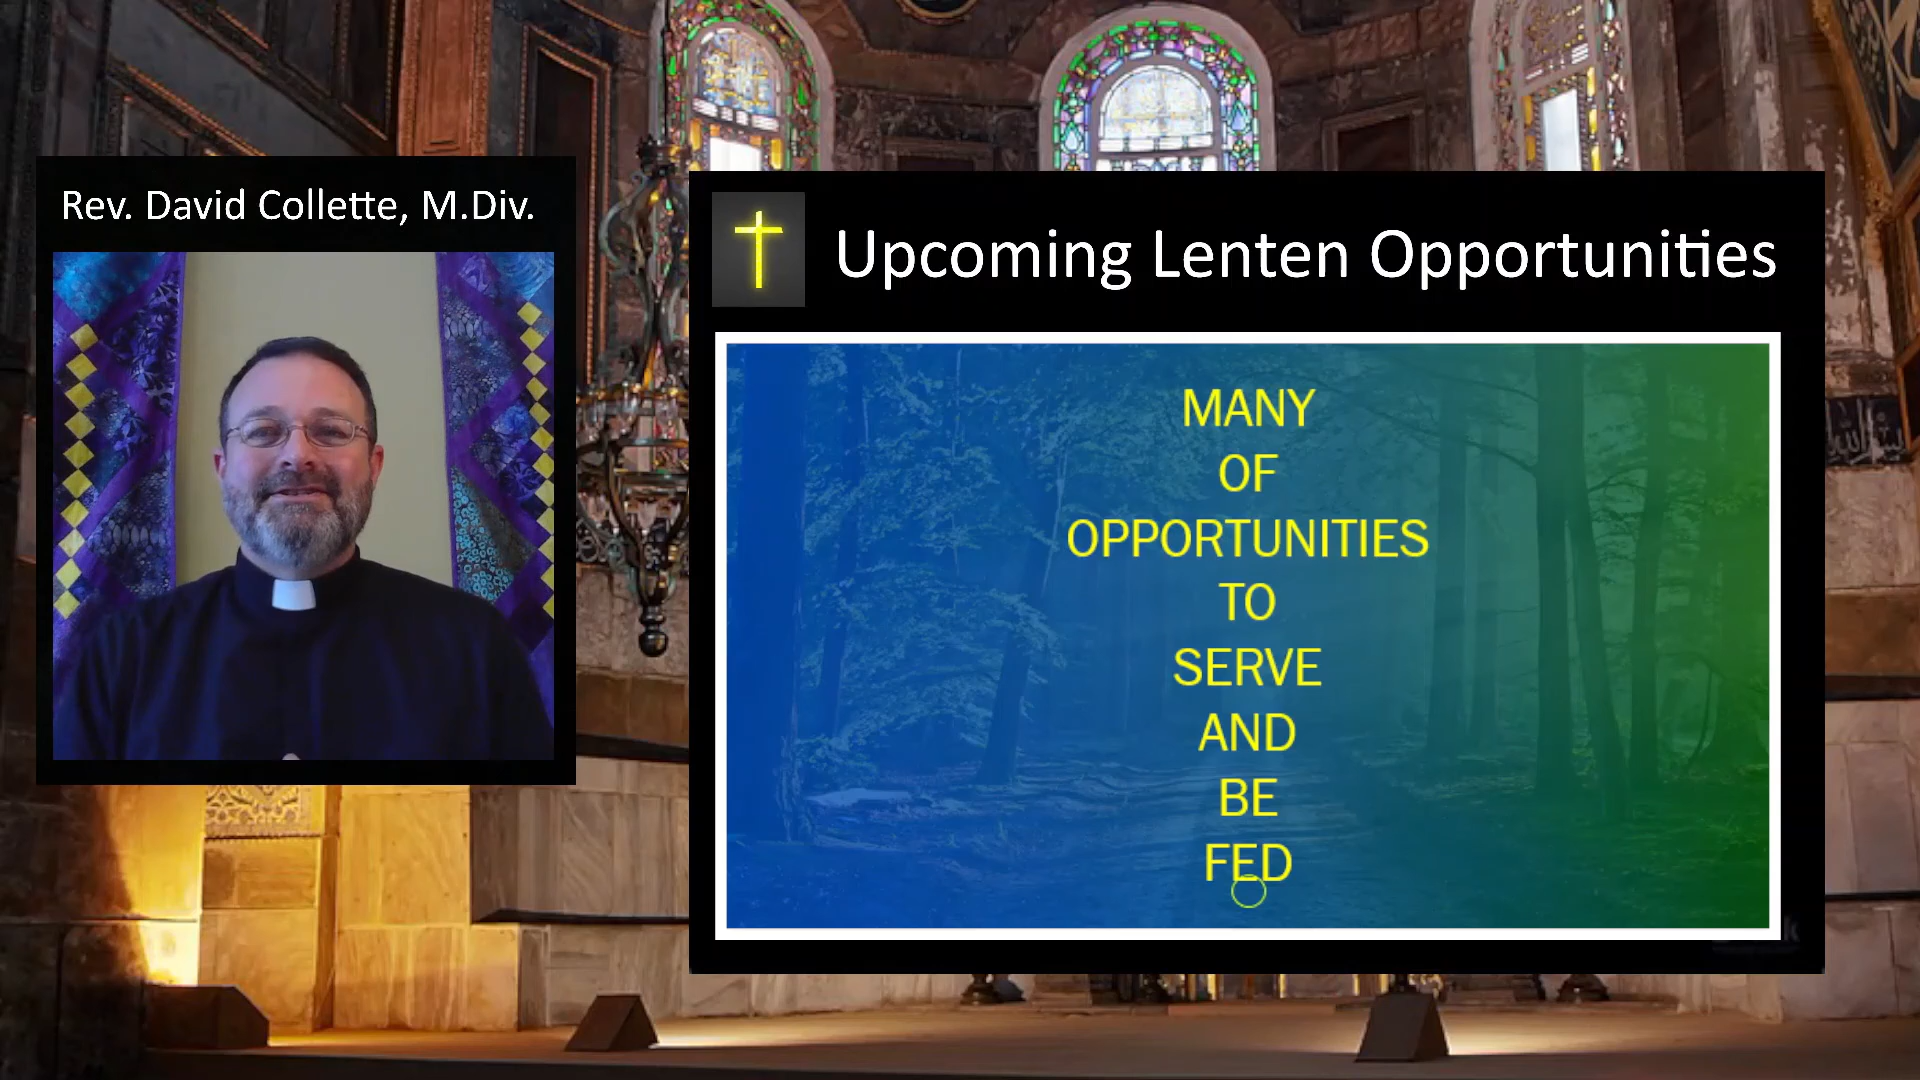 Rev. David Collette, M.Div.
Upcoming Lenten Opportunities
MANY
OF
OPPORTUNITIES
TO
SERVE
AND
BE
FED